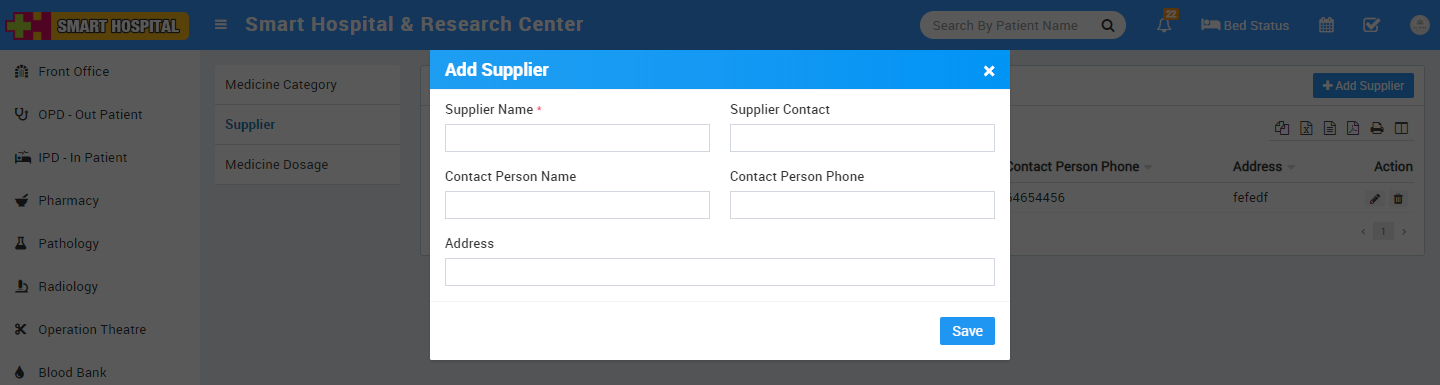 SMART HOSPITAL
Smart Hospital & Research Center
Search By Patient Name
22
Bed Status
Front Office
OPD - Out Patient
IPD - In Patient
Pharmacy
Pathology
Radiology
Operation Theatre
Blood Bank
Medicine Category
Supplier
Medicine Dosage
Add Supplier
Supplier Name *
Supplier Contact
Contact Person Name
Contact Person Phone
Address
Save
Add Supplier
Contact Person Phone
Address
Action
64654456
fefedf
1